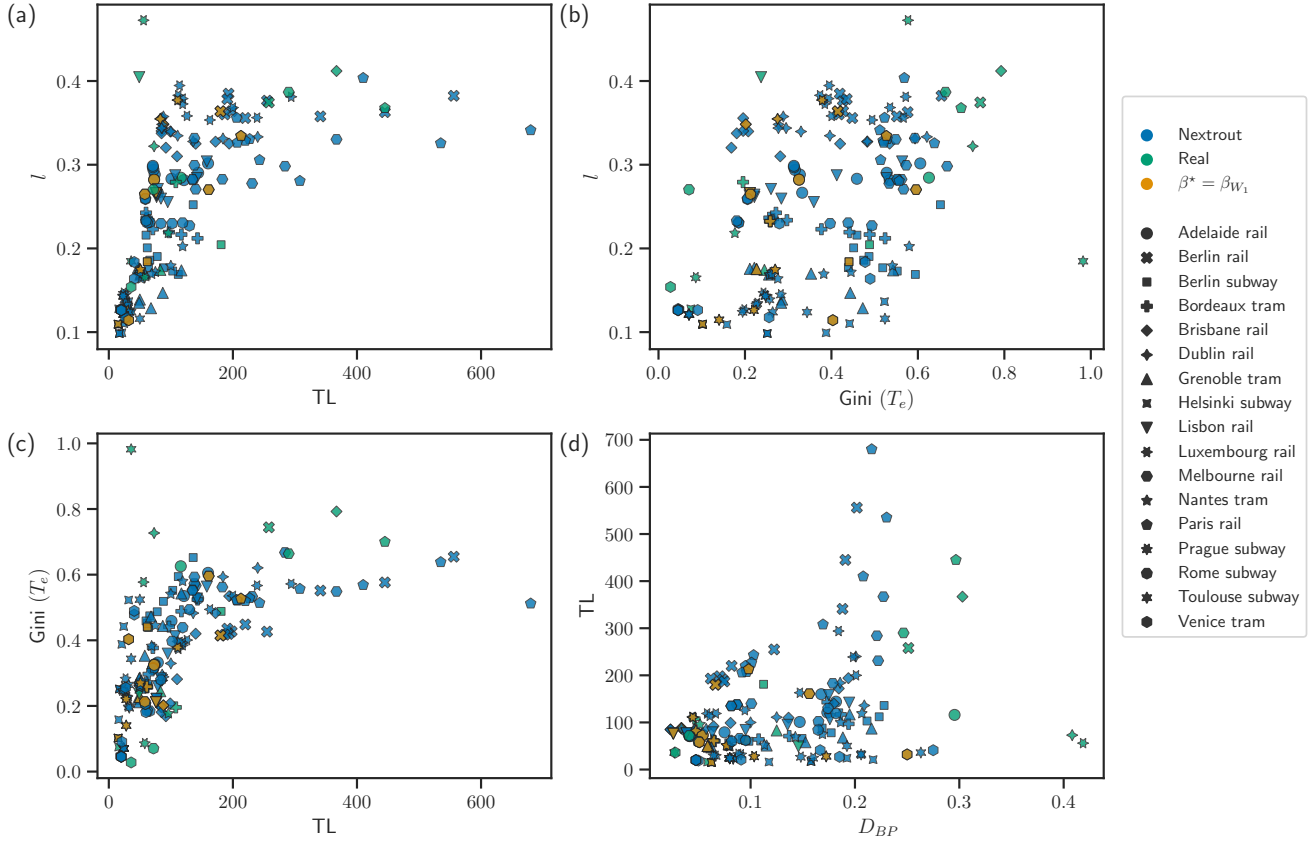 (a)
l
0.4
0.3
0.2
0.1
0
200
400
600
TL
(b)
l
0.4
0.3
0.2
0.1
0.0
0.2
0.4
0.6
0.8
1.0
Gini (T_e)
(c)
Gini (T_e)
1.0
0.8
0.6
0.4
0.2
0.0
0
200
400
600
TL
(d)
TL
700
600
500
400
300
200
100
0
0.1
0.2
0.3
0.4
D_{BP}
Nextrout
Real
β* = β_{W_1}
Adelaide rail
Berlin rail
Berlin subway
Bordeaux tram
Brisbane rail
Dublin rail
Grenoble tram
Helsinki subway
Lisbon rail
Luxembourg rail
Melbourne rail
Nantes tram
Paris rail
Prague subway
Rome subway
Toulouse subway
Venice tram